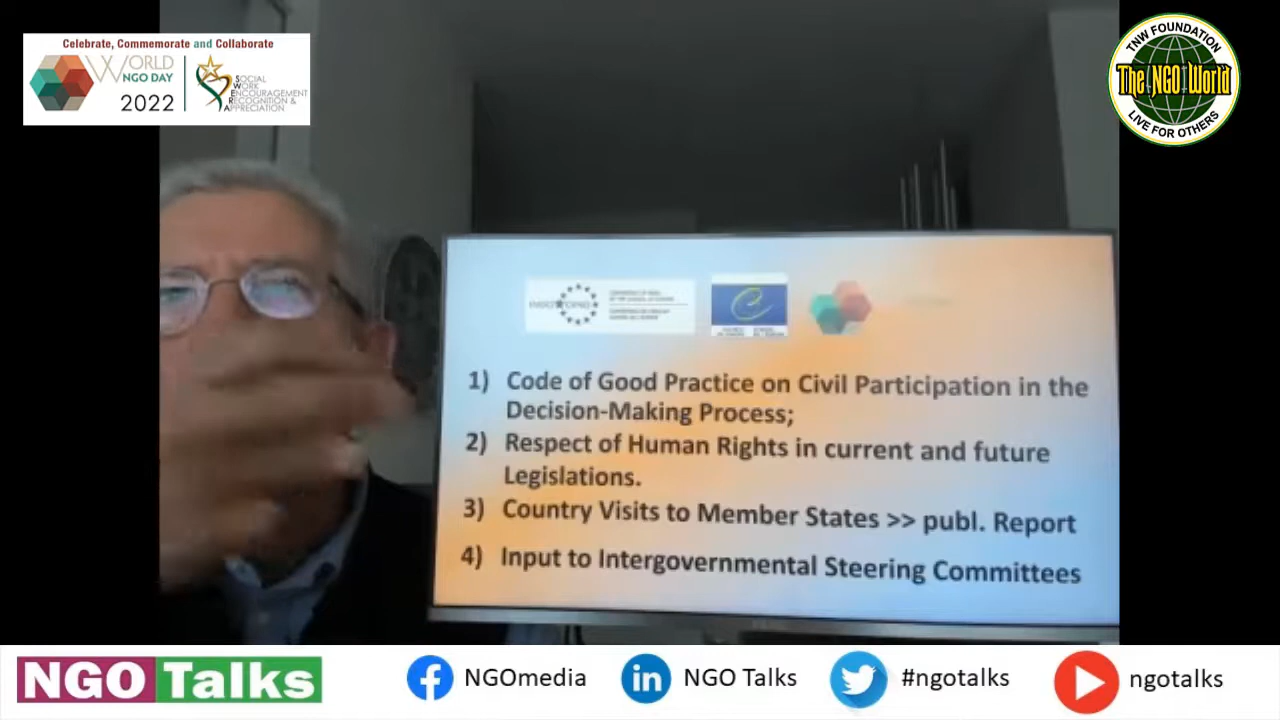 Celebrate, Commemorate and Collaborate
WORLD
NGO DAY
2022
SOCIAL
WORK
ENCOURAGEMENT
RECOGNITION &
APPRECIATION
TNW FOUNDATION
The NGO World
LIVE FOR OTHERS
1) Code of Good Practice on Civil Participation in the
Decision-Making Process;
2) Respect of Human Rights in current and future
Legislations.
3) Country Visits to Member States >> publ. Report
4) Input to Intergovernmental Steering Committees
NGO Talks
NGOmedia
NGO Talks
#ngotalks
ngotalks